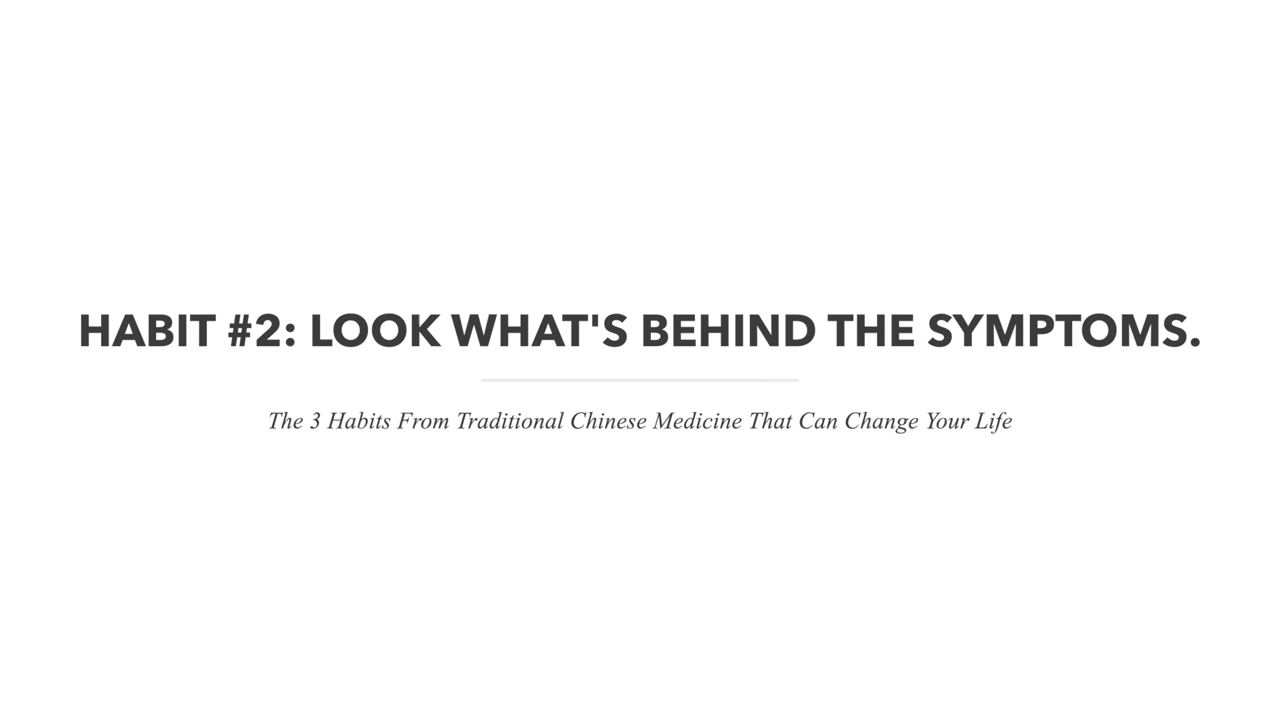 HABIT #2: LOOK WHAT'S BEHIND THE SYMPTOMS.
The 3 Habits From Traditional Chinese Medicine That Can Change Your Life